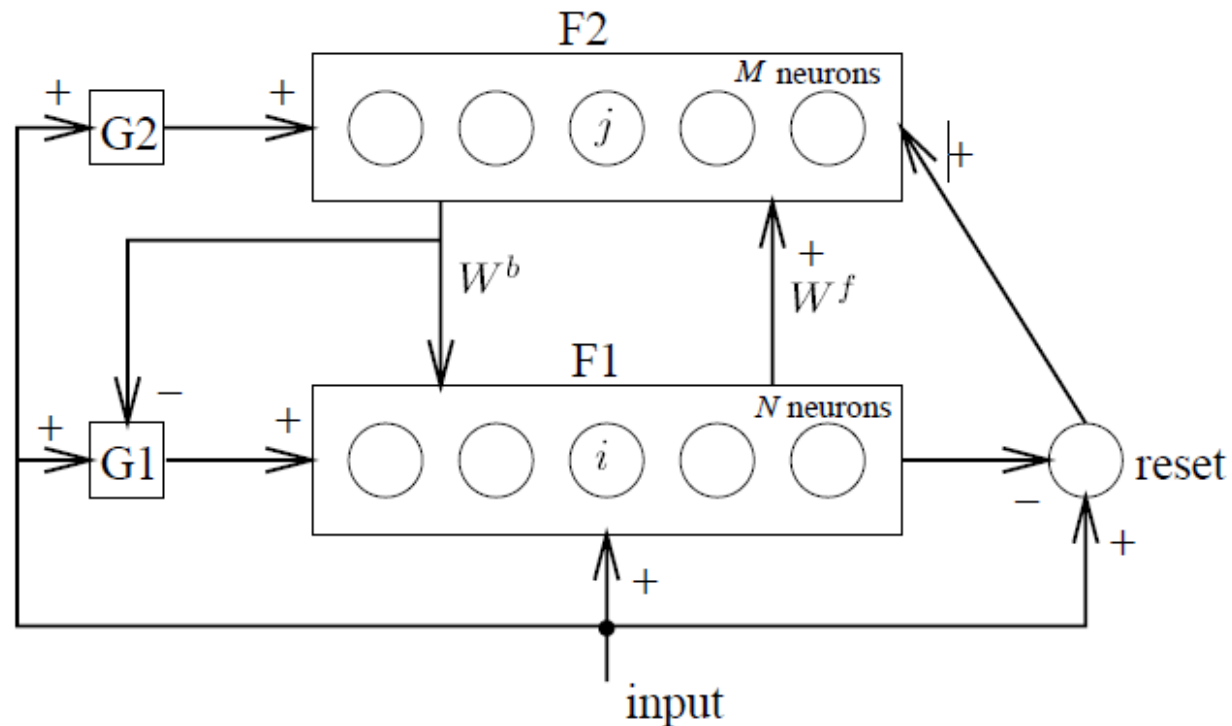 F2
M neurons
+
G2
+
j
+
W^b
+
W^f
F1
−
N neurons
+
G1
+
i
−
reset
+
+
input